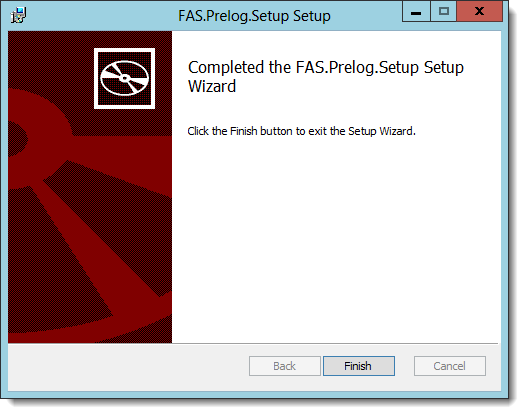 FAS.Prelog.Setup Setup
Completed the FAS.Prelog.Setup Setup
Wizard
Click the Finish button to exit the Setup Wizard.
Back
Finish
Cancel